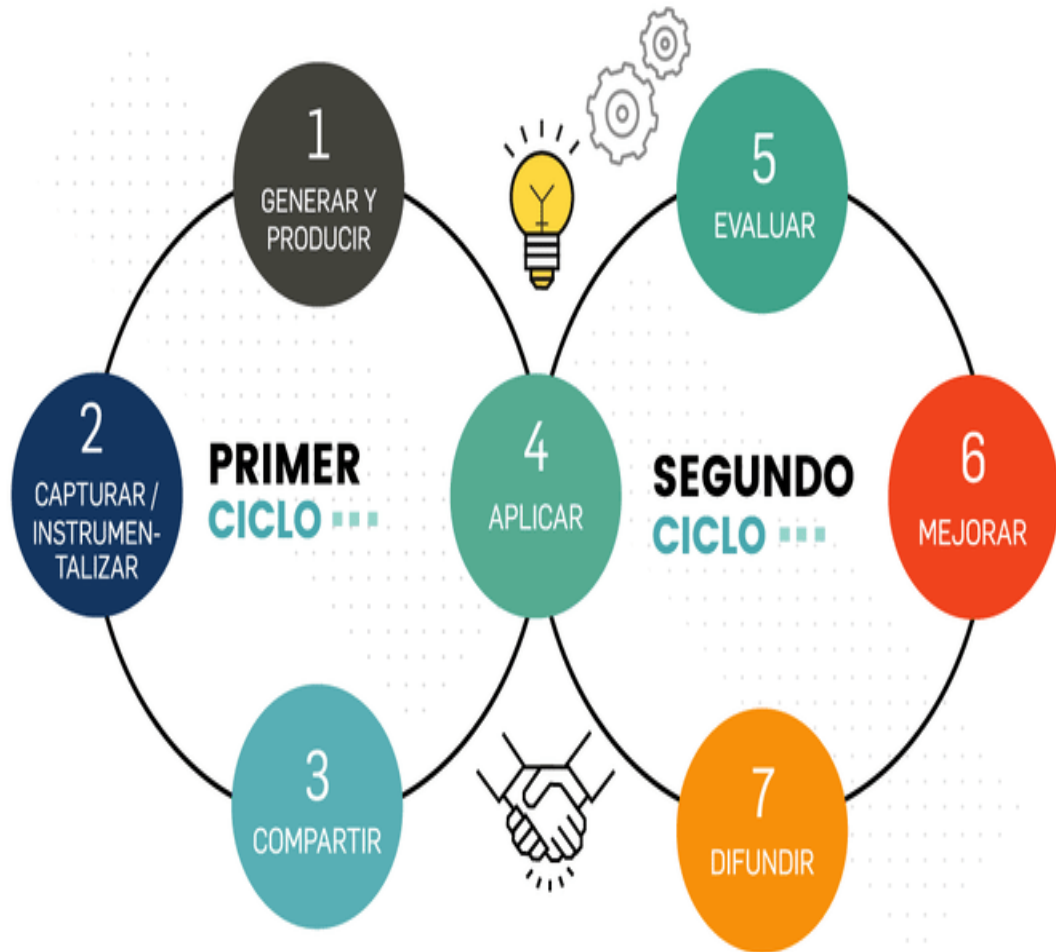 1
GENERAR Y
PRODUCIR
2
CAPTURAR /
INSTRUMEN-
TALIZAR
PRIMER
CICLO
3
COMPARTIR
4
APLICAR
5
EVALUAR
SEGUNDO
CICLO
6
MEJORAR
7
DIFUNDIR